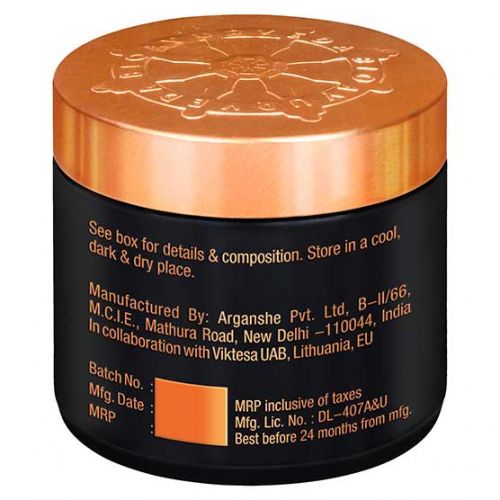 See box for details & composition. Store in a cool,
dark & dry place.
Manufactured By: Arganshe Pvt. Ltd, B-II/66,
M.C.I.E., Mathura Road, New Delhi -110044, India
In collaboration with Viktesa UAB, Lithuania, EU
Batch No. :
Mfg. Date :
MRP :
MRP inclusive of taxes
Mfg. Lic. No. : DL-407A&U
Best before 24 months from mfg.